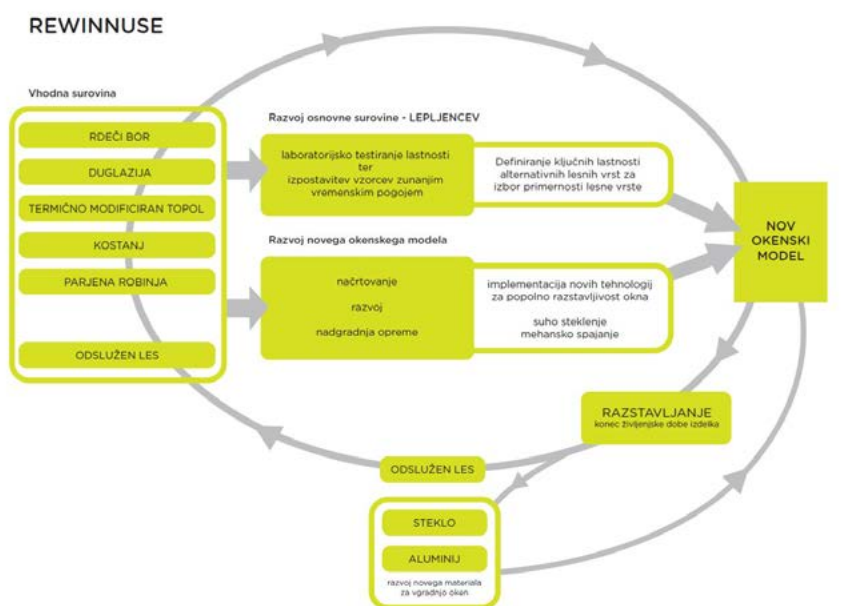 REWINNUSE
Vhodna surovina
RDEČI BOR
DUGLAZIJA
TERMIČNO MODIFICIRAN TOPOL
KOSTANJ
PARJENA ROBINJA
ODSLUŽEN LES
Razvoj osnovne surovine - LEPLJENCEV
laboratorijsko testiranje lastnosti
ter
izpostavitev vzorcev zunanjim
vremenskim pogojem
Definiranje ključnih lastnosti
alternativnih lesnih vrst za
izbor primernosti lesne vrste
Razvoj novega okenskega modela
načrtovanje
razvoj
nadgradnja opreme
implementacija novih tehnologij
za popolno razstavljivost okna
suho steklenje
mehansko spajanje
NOV
OKENSKI
MODEL
RAZSTAVLJANJE
konec življenjske dobe izdelka
ODSLUŽEN LES
STEKLO
ALUMINIJ
razvoj novega materiala
za vgradnjo oken